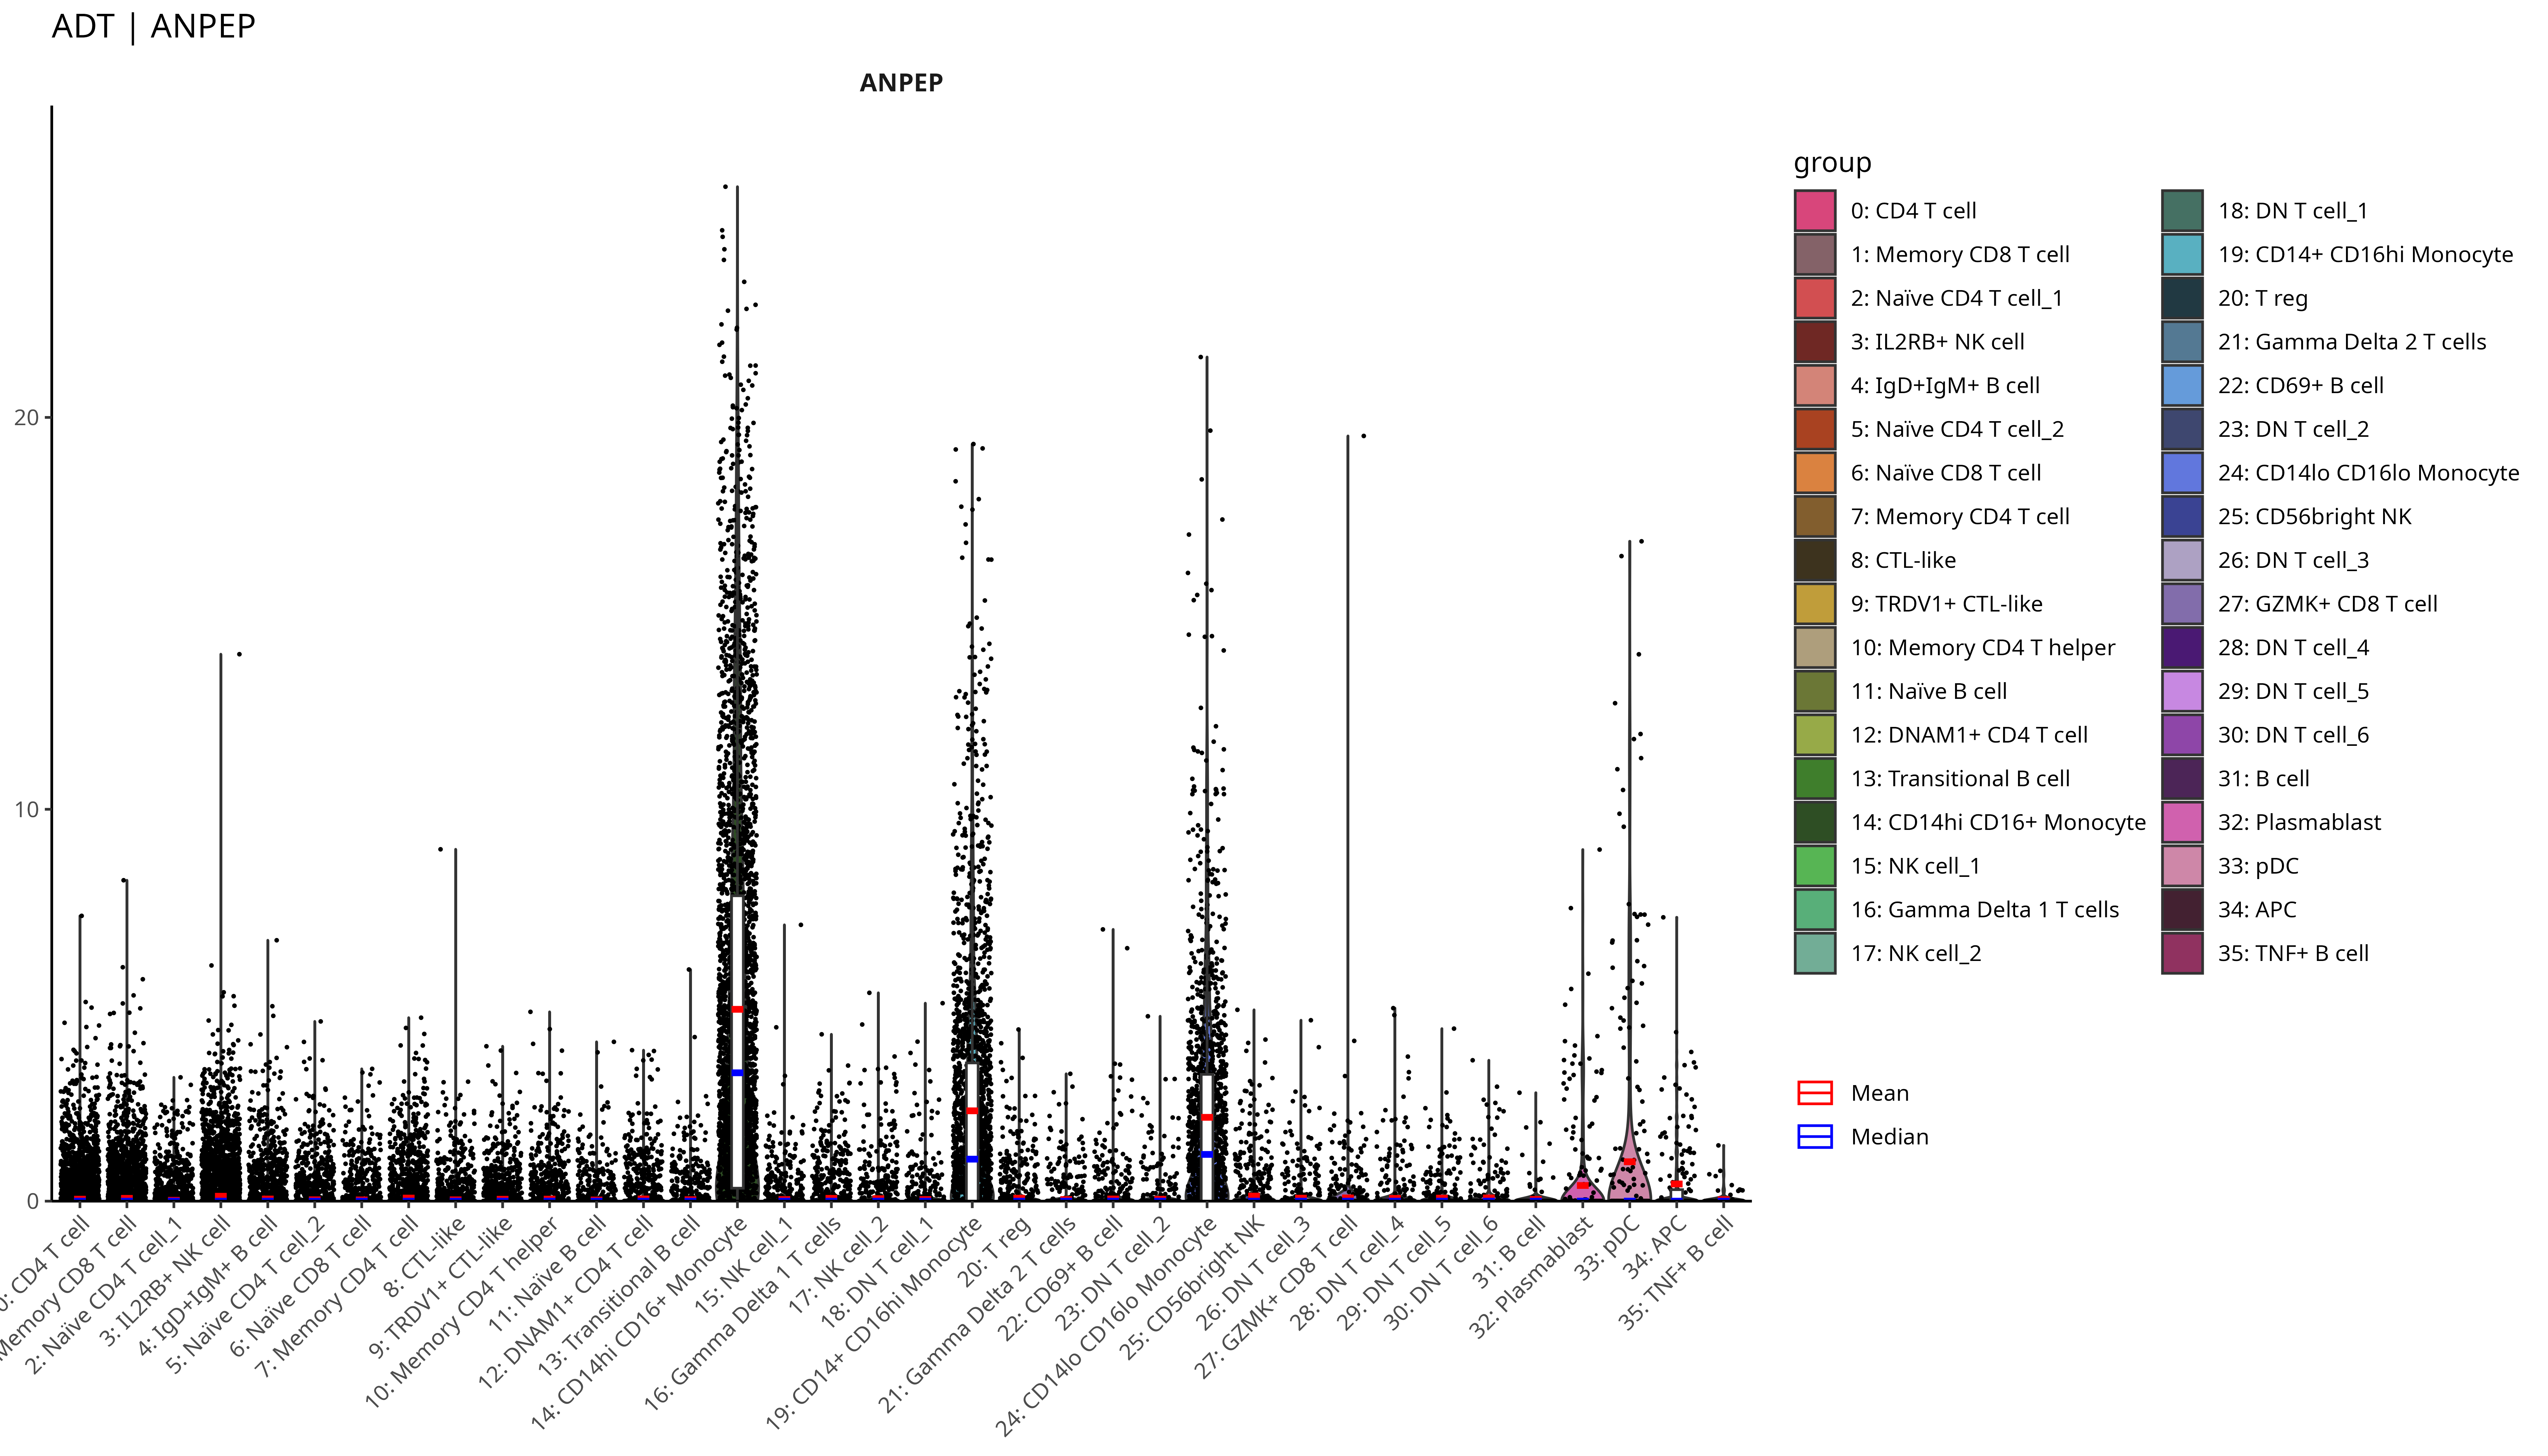 ADT | ANPEP
ANPEP
20
10
0
0: CD4 T cell
Memory CD8 T cell
2: Naïve CD4 T cell_1
3: IL2RB+ NK cell
4: IgD+IgM+ B cell
5: Naïve CD4 T cell_2
6: Naïve CD8 T cell
7: Memory CD4 T cell
8: CTL-like
9: TRDV1+ CTL-like
10: Memory CD4 T helper
11: Naïve B cell
12: DNAM1+ CD4 T cell
13: Transitional B cell
14: CD14hi CD16+ Monocyte
15: NK cell_1
16: Gamma Delta 1 T cells
17: NK cell_2
18: DN T cell_1
19: CD14+ CD16hi Monocyte
20: T reg
21: Gamma Delta 2 T cells
22: CD69+ B cell
23: DN T cell_2
24: CD14lo CD16lo Monocyte
25: CD56bright NK
26: DN T cell_3
27: GZMK+ CD8 T cell
28: DN T cell_4
29: DN T cell_5
30: DN T cell_6
31: B cell
32: Plasmablast
33: pDC
34: APC
35: TNF+ B cell
group
0: CD4 T cell
1: Memory CD8 T cell
2: Naïve CD4 T cell_1
3: IL2RB+ NK cell
4: IgD+IgM+ B cell
5: Naïve CD4 T cell_2
6: Naïve CD8 T cell
7: Memory CD4 T cell
8: CTL-like
9: TRDV1+ CTL-like
10: Memory CD4 T helper
11: Naïve B cell
12: DNAM1+ CD4 T cell
13: Transitional B cell
14: CD14hi CD16+ Monocyte
15: NK cell_1
16: Gamma Delta 1 T cells
17: NK cell_2
18: DN T cell_1
19: CD14+ CD16hi Monocyte
20: T reg
21: Gamma Delta 2 T cells
22: CD69+ B cell
23: DN T cell_2
24: CD14lo CD16lo Monocyte
25: CD56bright NK
26: DN T cell_3
27: GZMK+ CD8 T cell
28: DN T cell_4
29: DN T cell_5
30: DN T cell_6
31: B cell
32: Plasmablast
33: pDC
34: APC
35: TNF+ B cell
Mean
Median